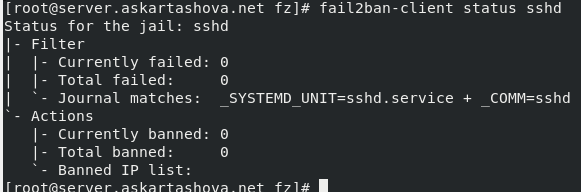 [root@server.askartashova.net fz]# fail2ban-client status sshd
Status for the jail: sshd
|- Filter
|  |- Currently failed: 0
|  |- Total failed:     0
|  `- Journal matches:  _SYSTEMD_UNIT=sshd.service + _COMM=sshd
`- Actions
   |- Currently banned: 0
   |- Total banned:     0
   `- Banned IP list:
[root@server.askartashova.net fz]#